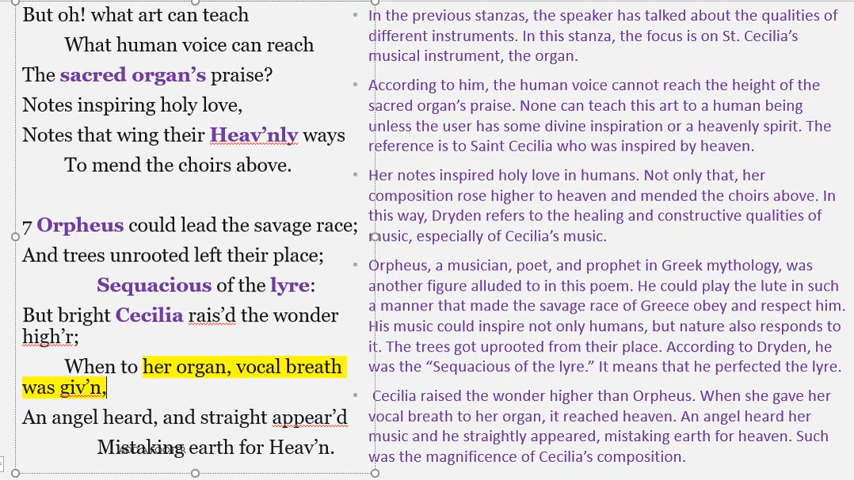 But oh! what art can teach
What human voice can reach
The sacred organ's praise?
Notes inspiring holy love,
Notes that wing their Heav'nly ways
To mend the choirs above.
7 Orpheus could lead the savage race;
And trees unrooted left their place;
Sequacious of the lyre:
But bright Cecilia rais'd the wonder
high'r;
When to her organ, vocal breath
was giv'n,
An angel heard, and straight appear'd
Mistaking earth for Heav'n.
In the previous stanzas, the speaker has talked about the qualities of
different instruments. In this stanza, the focus is on St. Cecilia's
musical instrument, the organ.
According to him, the human voice cannot reach the height of the
sacred organ's praise. None can teach this art to a human being
unless the user has some divine inspiration or a heavenly spirit. The
reference is to Saint Cecilia who was inspired by heaven.
Her notes inspired holy love in humans. Not only that, her
composition rose higher to heaven and mended the choirs above. In
this way, Dryden refers to the healing and constructive qualities of
music, especially of Cecilia's music.
Orpheus, a musician, poet, and prophet in Greek mythology, was
another figure alluded to in this poem. He could play the lute in such
a manner that made the savage race of Greece obey and respect him.
His music could inspire not only humans, but nature also responds to
it. The trees got uprooted from their place. According to Dryden, he
was the "Sequacious of the lyre." It means that he perfected the lyre.
Cecilia raised the wonder higher than Orpheus. When she gave her
vocal breath to her organ, it reached heaven. An angel heard her
music and he straightly appeared, mistaking earth for heaven. Such
was the magnificence of Cecilia's composition.